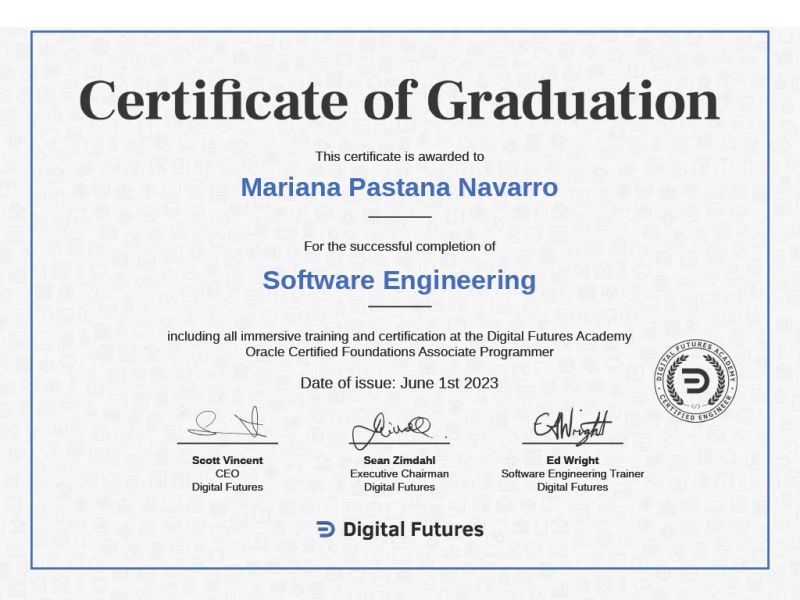 Certificate of Graduation
This certificate is awarded to
Mariana Pastana Navarro
For the successful completion of
Software Engineering
including all immersive training and certification at the Digital Futures Academy
Oracle Certified Foundations Associate Programmer
Date of issue: June 1st 2023
DIGITAL FUTURES ACADEMY
CERTIFIED ENGINEER
EAWright
Scott Vincent
CEO
Digital Futures
Sean Zimdahl
Executive Chairman
Digital Futures
Ed Wright
Software Engineering Trainer
Digital Futures
Digital Futures